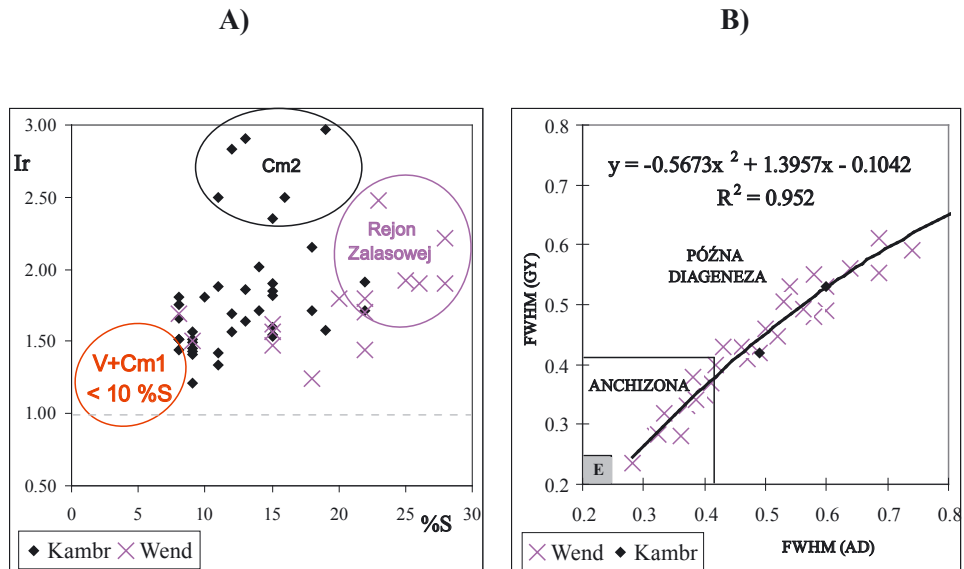 A)
B)
3.00
Ir
2.50
2.00
1.50
1.00
0.50
0
5
10
15
20
25
30
%S
Cm2
Rejon
Zalasowej
V+Cm1
< 10 %S
Kambr
Wend
0.8
0.7
0.6
0.5
0.4
0.3
0.2
FWHM (GY)
y = -0.5673x ² + 1.3957x - 0.1042
R² = 0.952
PÓŹNA
DIAGENEZA
ANCHIZONA
E
0.2
0.3
0.4
0.5
0.6
0.7
0.8
FWHM (AD)
Wend
Kambr